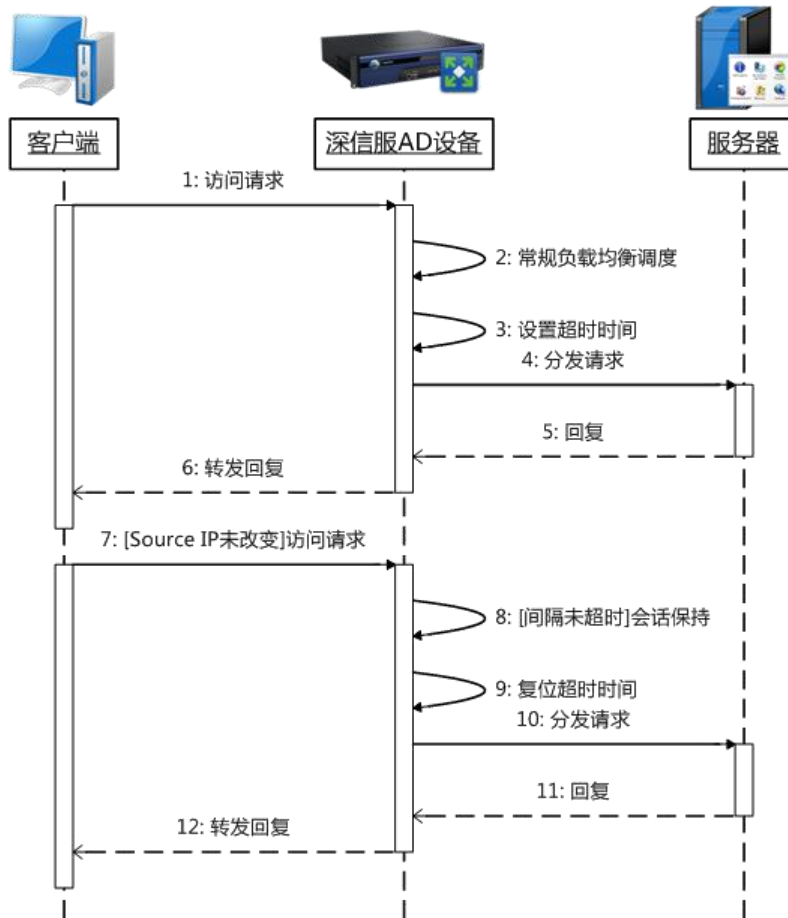 客户端
深信服AD设备
服务器
1: 访问请求
2: 常规负载均衡调度
3: 设置超时时间
4: 分发请求
5: 回复
6: 转发回复
7: [Source IP未改变]访问请求
8: [间隔未超时]会话保持
9: 复位超时时间
10: 分发请求
11: 回复
12: 转发回复